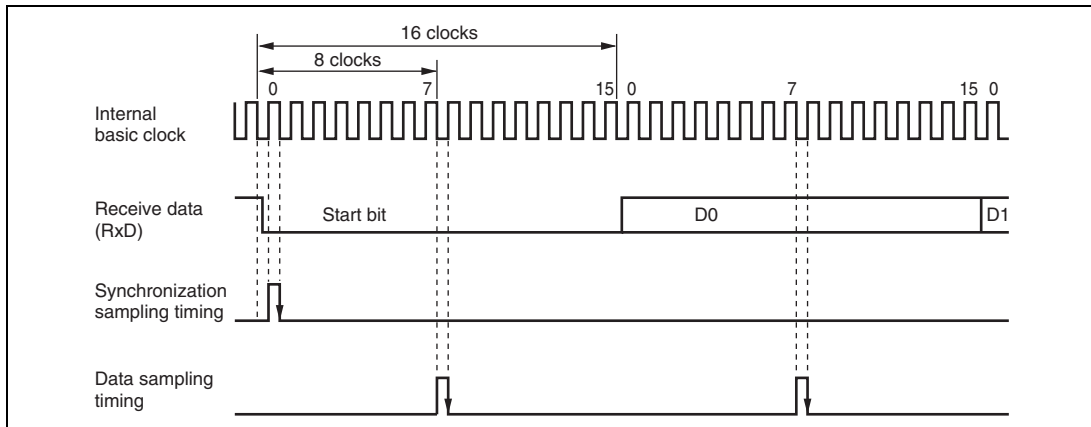 16 clocks
8 clocks
0 7 15 0 7 15 0
Internal
basic clock
Receive data
(RxD)
Start bit D0 D1
Synchronization
sampling timing
Data sampling
timing